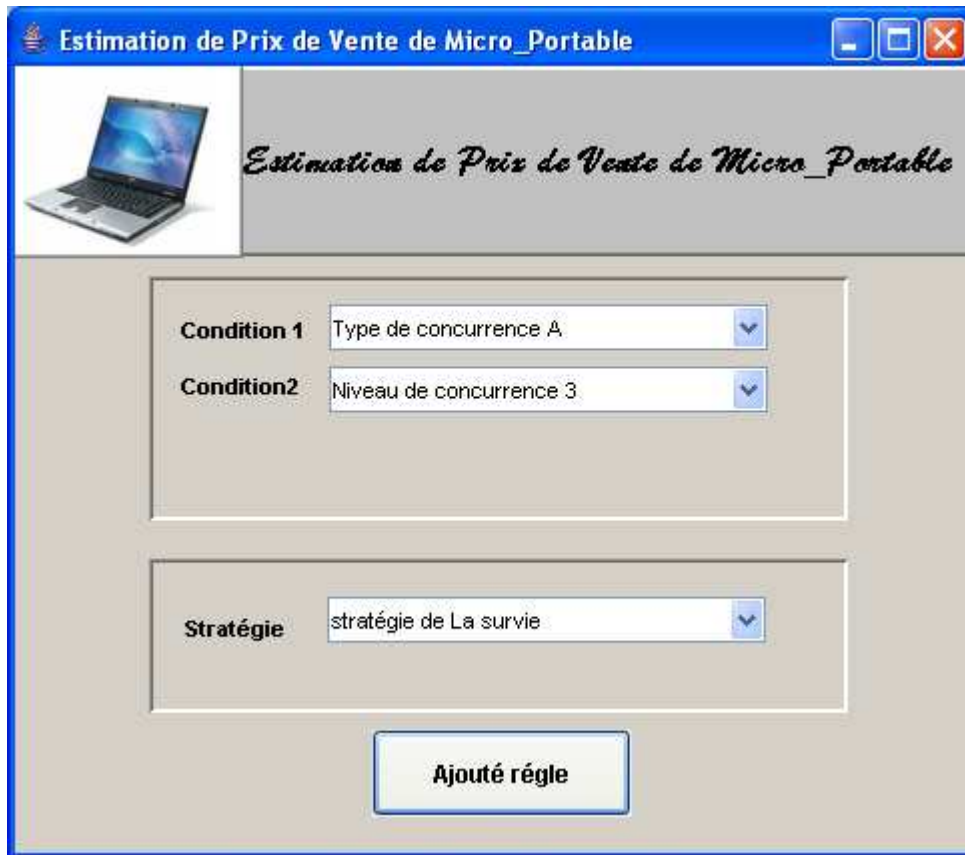 Estimation de Prix de Vente de Micro_Portable
Estimation de Prix de Vente de Micro_Portable
Condition 1 Type de concurrence A
Condition2 Niveau de concurrence 3
Stratégie stratégie de La survie
Ajouté régle